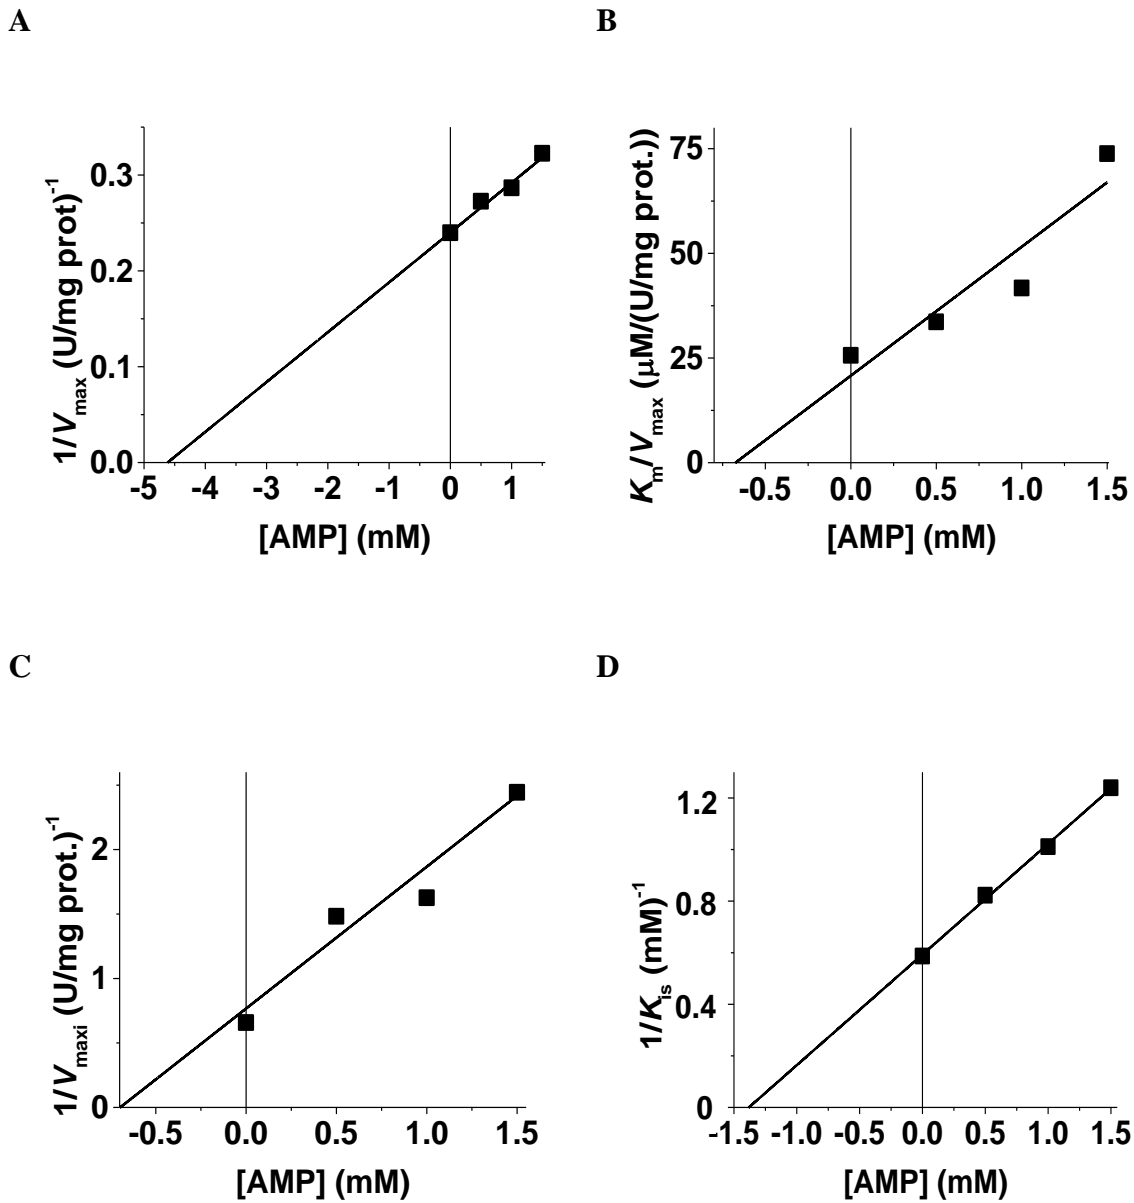 A
1/Vmax (U/mg prot)-1
0.3
0.2
0.1
0.0
-5 -4 -3 -2 -1 0 1
[AMP] (mM)
B
Km/Vmax (μM/(U/mg prot.))
75
50
25
0
-0.5 0.0 0.5 1.0 1.5
[AMP] (mM)
C
1/Vmaxi (U/mg prot.)-1
2
1
0
-0.5 0.0 0.5 1.0 1.5
[AMP] (mM)
D
1/Kis (mM)-1
1.2
0.8
0.4
0
-1.5 -1.0 -0.5 0.0 0.5 1.0 1.5
[AMP] (mM)